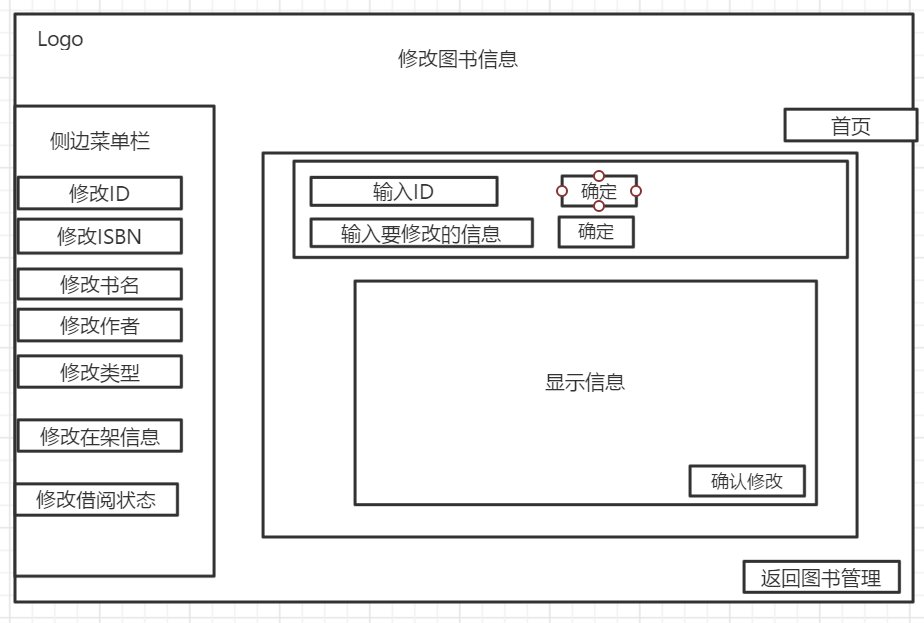 Logo
修改图书信息
首页
侧边菜单栏
修改ID
修改ISBN
修改书名
修改作者
修改类型
修改在架信息
修改借阅状态
输入ID
确定
输入要修改的信息
确定
显示信息
确认修改
返回图书管理